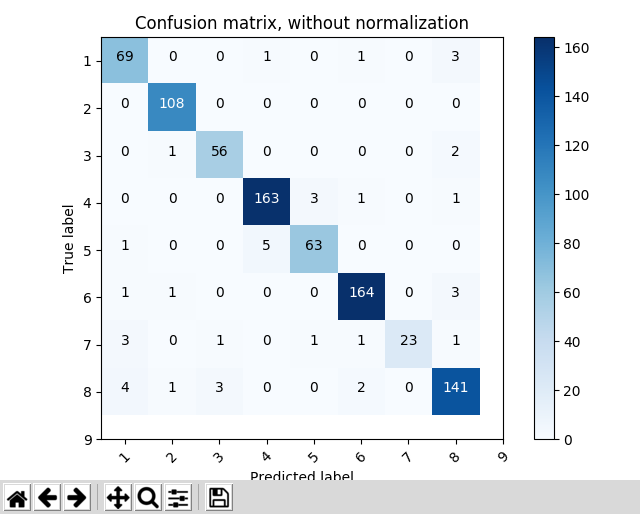 Confusion matrix, without normalization
1 69 0 0 1 0 1 0 3
2 0 108 0 0 0 0 0 0
3 0 1 56 0 0 0 0 2
4 0 0 0 163 3 1 0 1
5 1 0 0 5 63 0 0 0
6 1 1 0 0 0 164 0 3
7 3 0 1 0 1 1 23 1
8 4 1 3 0 0 2 0 141
9
1 2 3 4 5 6 7 8 9
True label
Predicted label
160
140
120
100
80
60
40
20
0